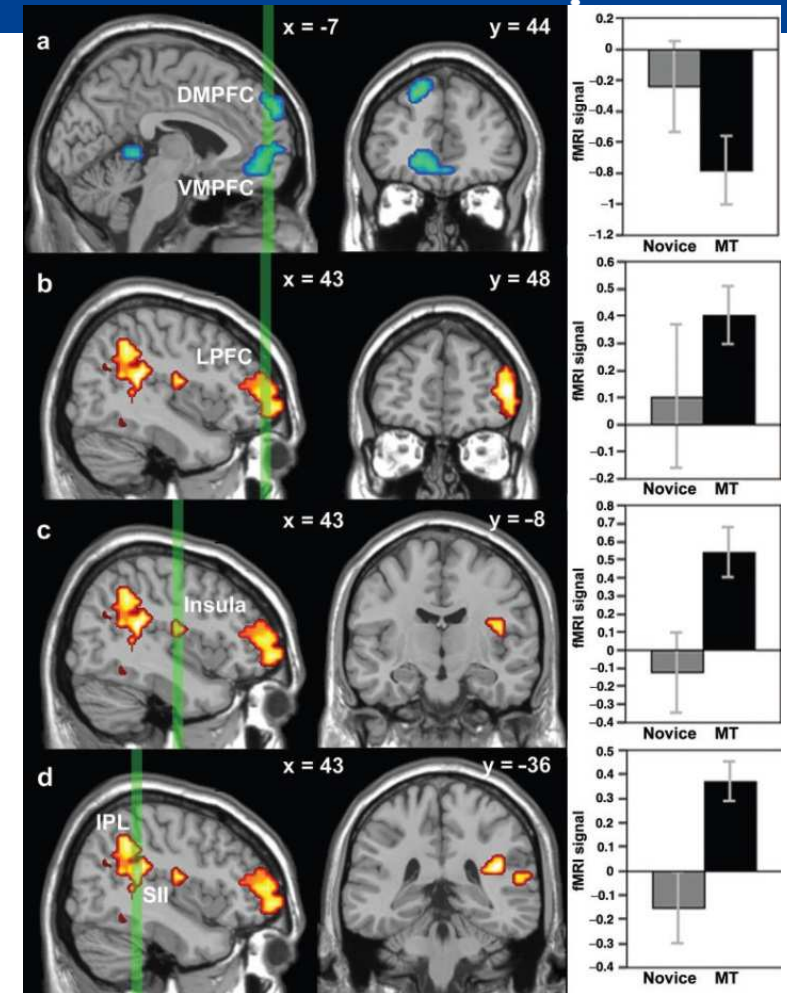 a
x = -7
y = 44
DMPFC
VMPFC
fMRI signal
0.2
0
-0.2
-0.4
-0.6
-0.8
-1
-1.2
Novice MT
b
x = 43
y = 48
LPFC
fMRI signal
0.6
0.5
0.4
0.3
0.2
0.1
0
-0.1
-0.2
Novice MT
c
x = 43
y = -8
Insula
fMRI signal
0.8
0.7
0.6
0.5
0.4
0.3
0.2
0.1
0
-0.1
-0.2
-0.3
-0.4
Novice MT
d
x = 43
y = -36
IPL
SII
fMRI signal
0.5
0.4
0.3
0.2
0.1
0
-0.1
-0.2
-0.3
-0.4
Novice MT